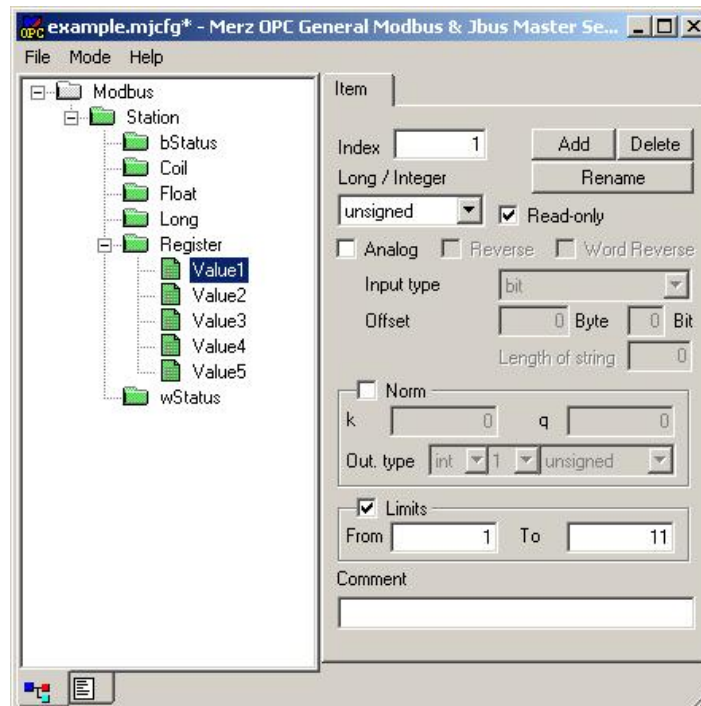 OPC example.mjcfg* - Merz OPC General Modbus & Jbus Master Se...
File Mode Help
Modbus
Station
bStatus
Coil
Float
Long
Register
Value1
Value2
Value3
Value4
Value5
wStatus
Item
Index 1 Add Delete
Long / Integer Rename
unsigned Read-only
Analog Reverse Word Reverse
Input type bit
Offset 0 Byte 0 Bit
Length of string 0
Norm
k 0 q 0
Out. type int 1 unsigned
Limits
From 1 To 11
Comment